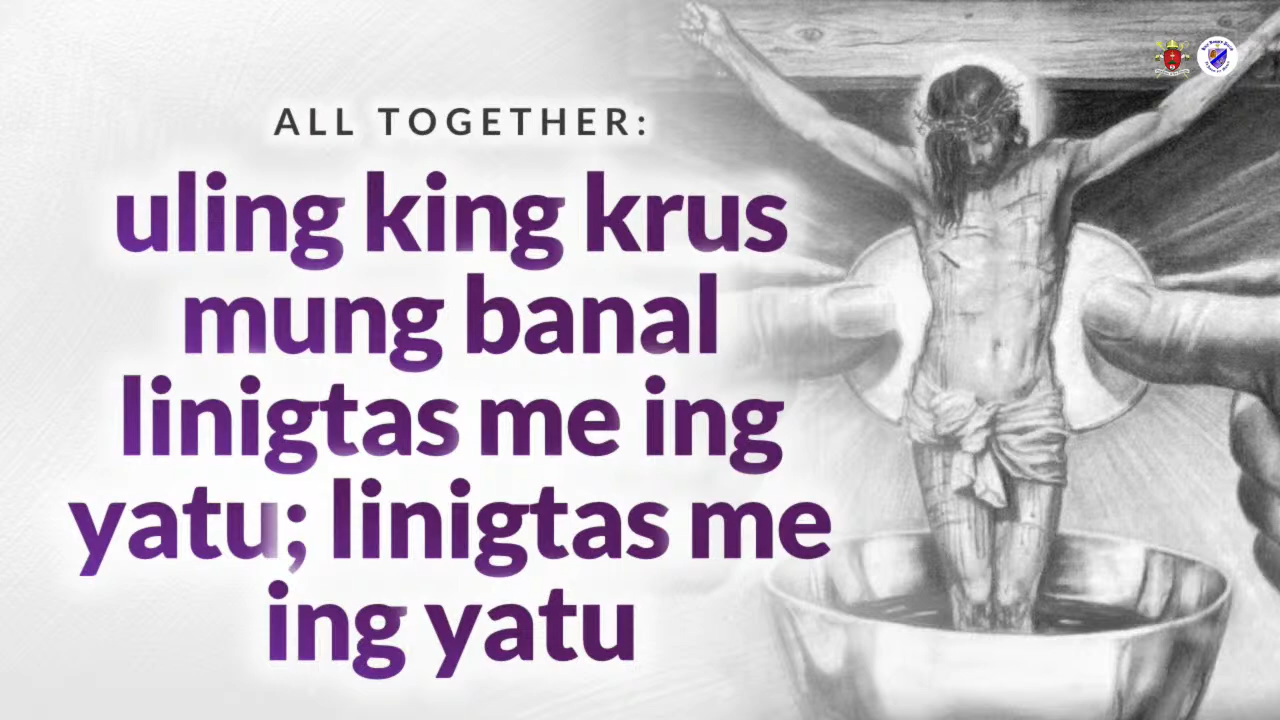 ALL TOGETHER:
uling king krus
mung banal
linigtas me ing
yatu; linigtas me
ing yatu